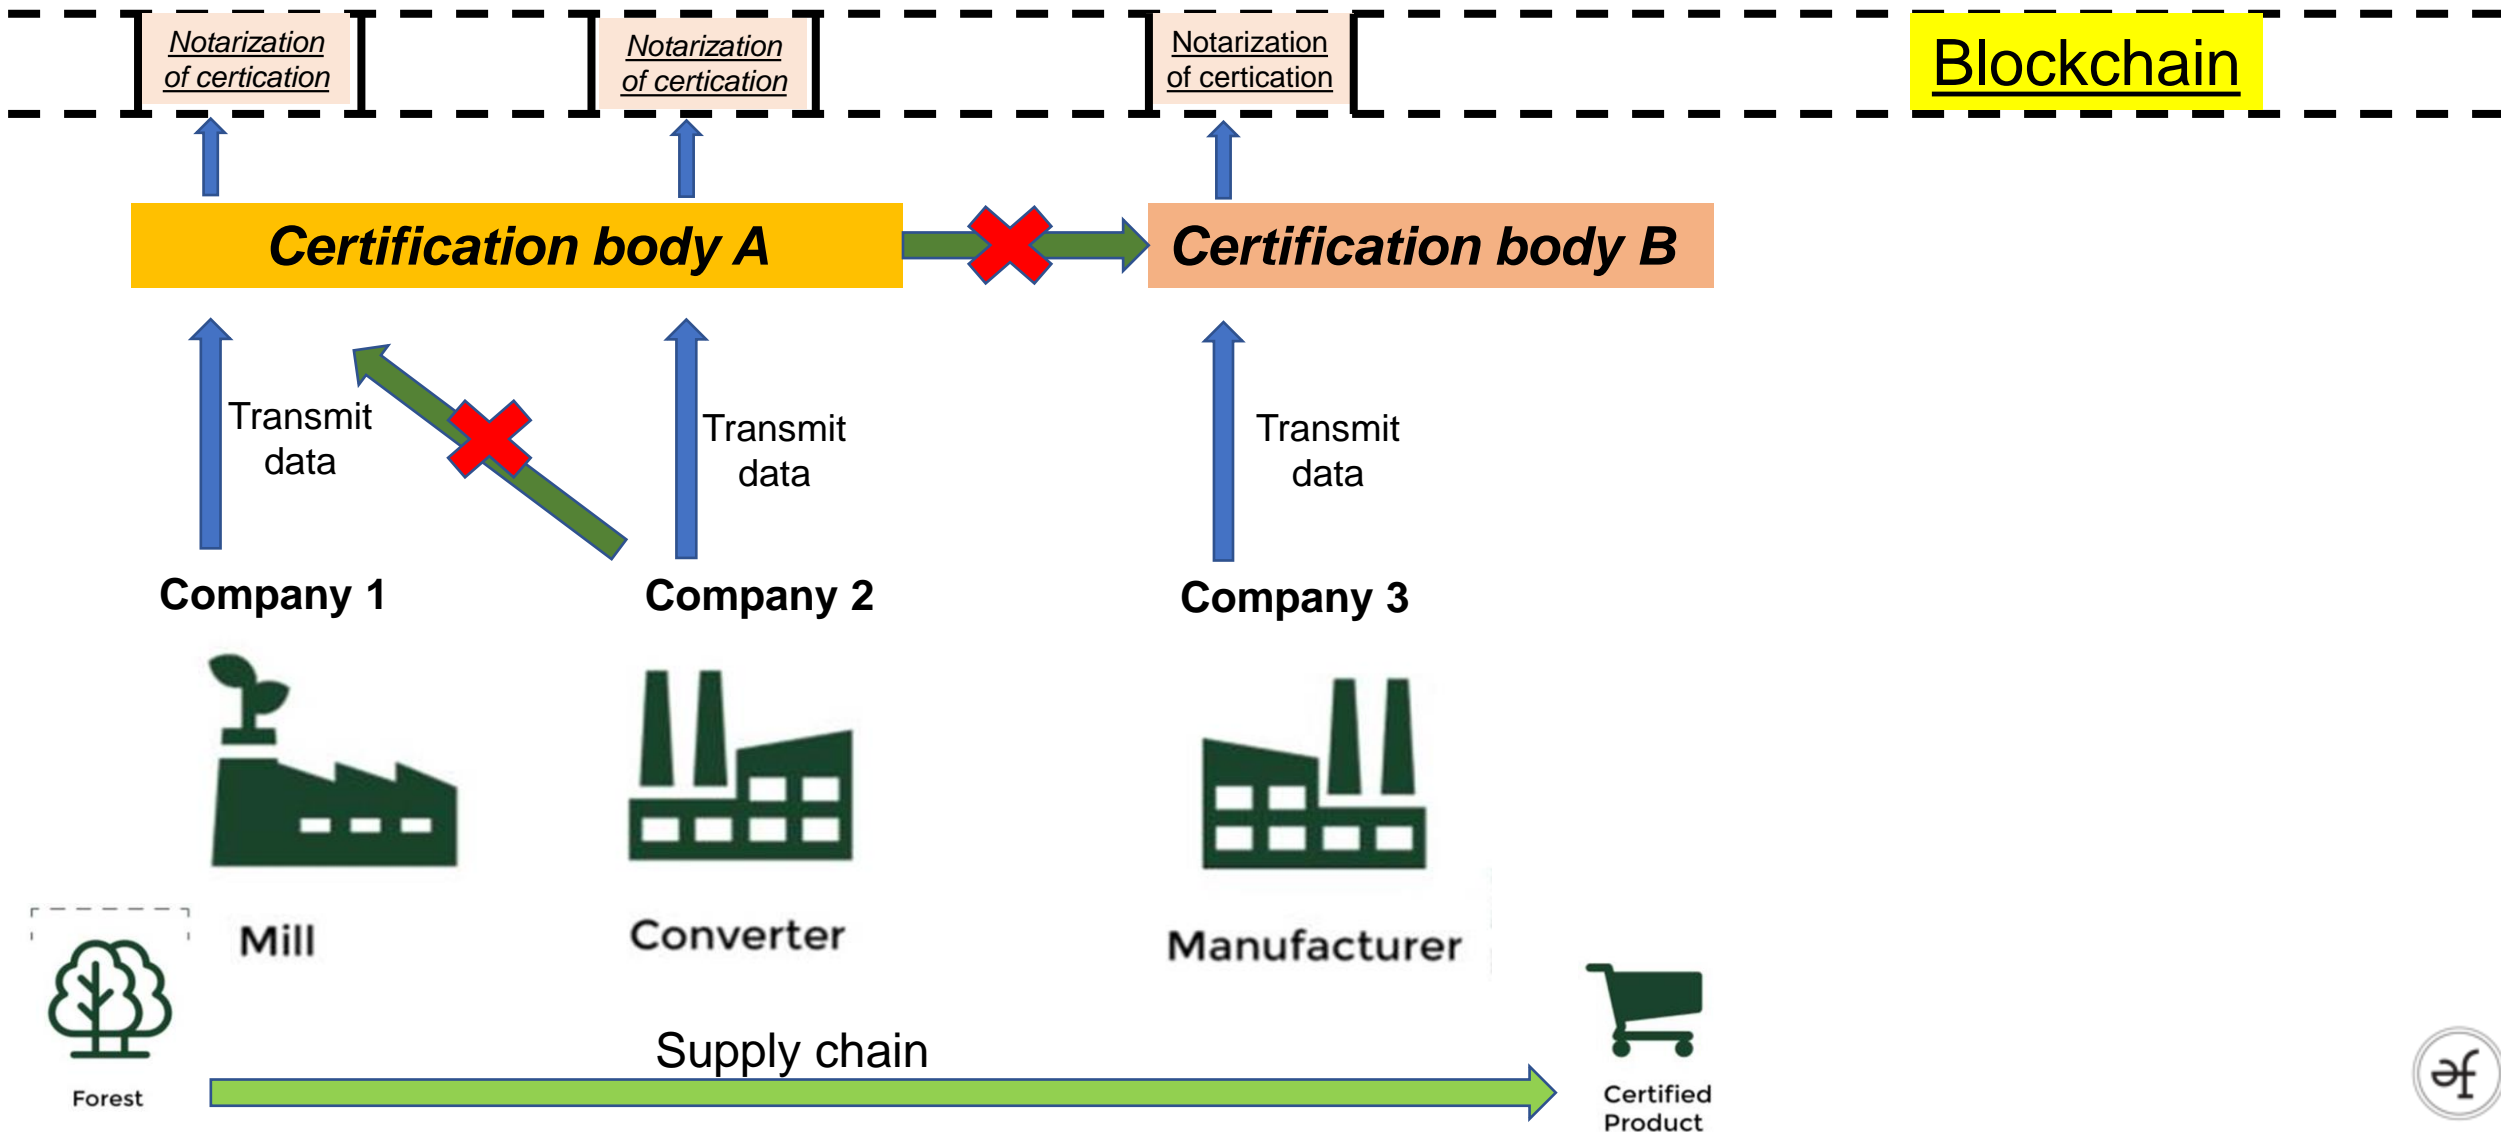 Notarization
of certication
Notarization
of certication
Notarization
of certication
Blockchain
Certification body A
Certification body B
Transmit
data
Transmit
data
Transmit
data
Company 1
Company 2
Company 3
Mill
Converter
Manufacturer
Supply chain
Forest
Certified
Product